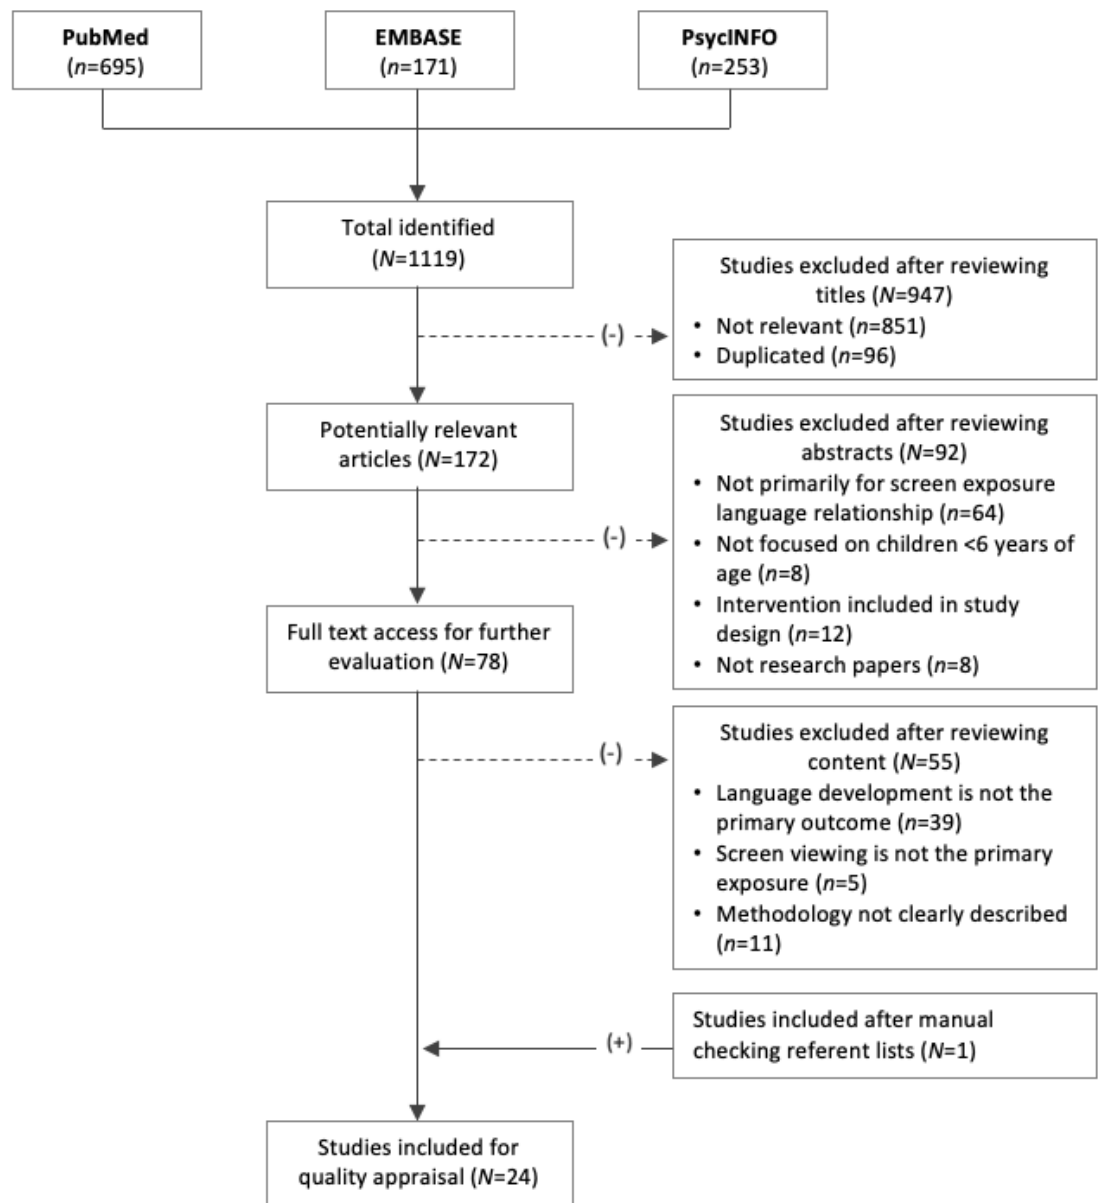 PubMed
(n=695)
EMBASE
(n=171)
PsycINFO
(n=253)
Total identified
(N=1119)
Studies excluded after reviewing
titles (N=947)
• Not relevant (n=851)
• Duplicated (n=96)
(-)
Potentially relevant
articles (N=172)
Studies excluded after reviewing
abstracts (N=92)
• Not primarily for screen exposure
language relationship (n=64)
• Not focused on children <6 years of
age (n=8)
• Intervention included in study
design (n=12)
• Not research papers (n=8)
(-)
Full text access for further
evaluation (N=78)
Studies excluded after reviewing
content (N=55)
• Language development is not the
primary outcome (n=39)
• Screen viewing is not the primary
exposure (n=5)
• Methodology not clearly described
(n=11)
(-)
Studies included after manual
checking referent lists (N=1)
(+)
Studies included for
quality appraisal (N=24)